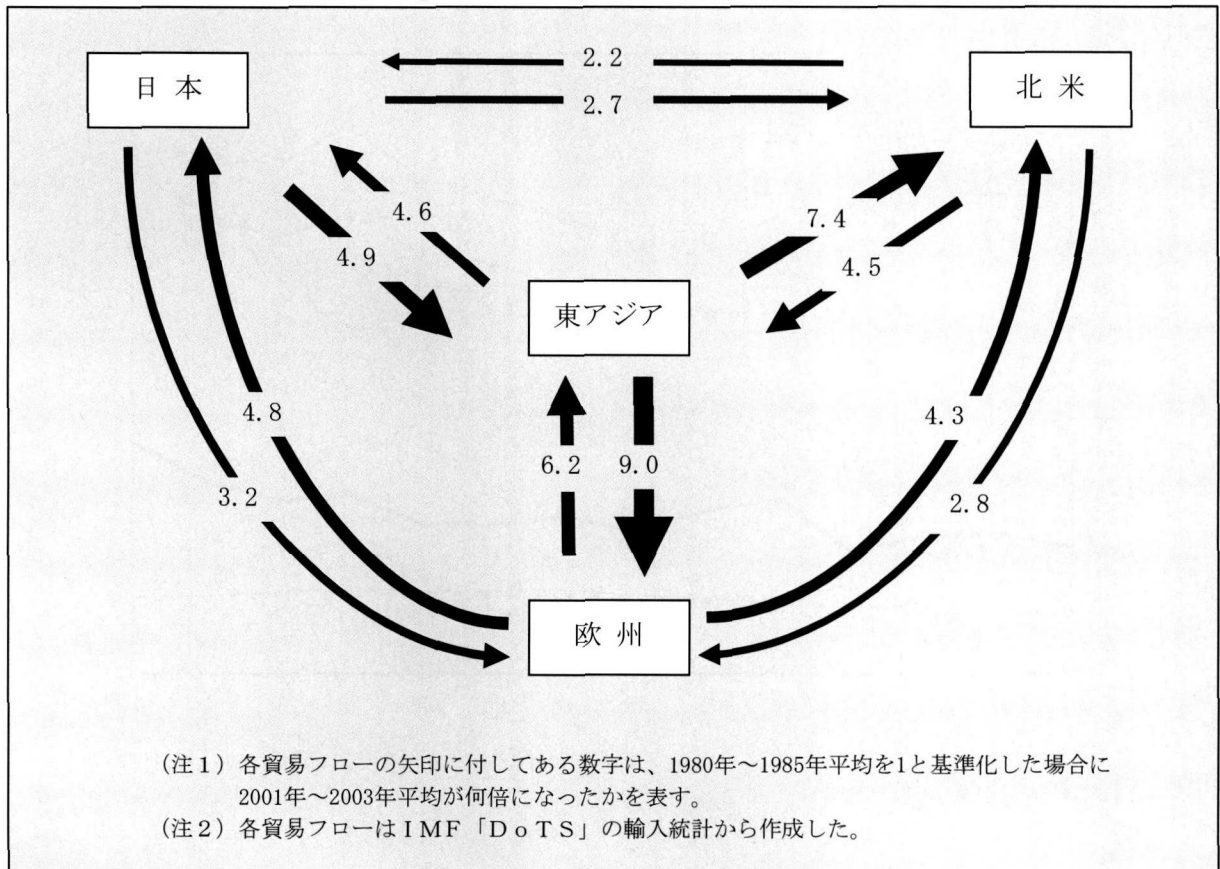 日本
北米
2.2
2.7
4.6
4.9
7.4
4.5
東アジア
4.8
3.2
6.2
9.0
4.3
2.8
欧州
(注1)各貿易フローの矢印に付してある数字は、1980年~1985年平均を1と基準化した場合に
2001年~2003年平均が何倍になったかを表す。
(注2)各貿易フローはIMF「DoTS」の輸入統計から作成した。